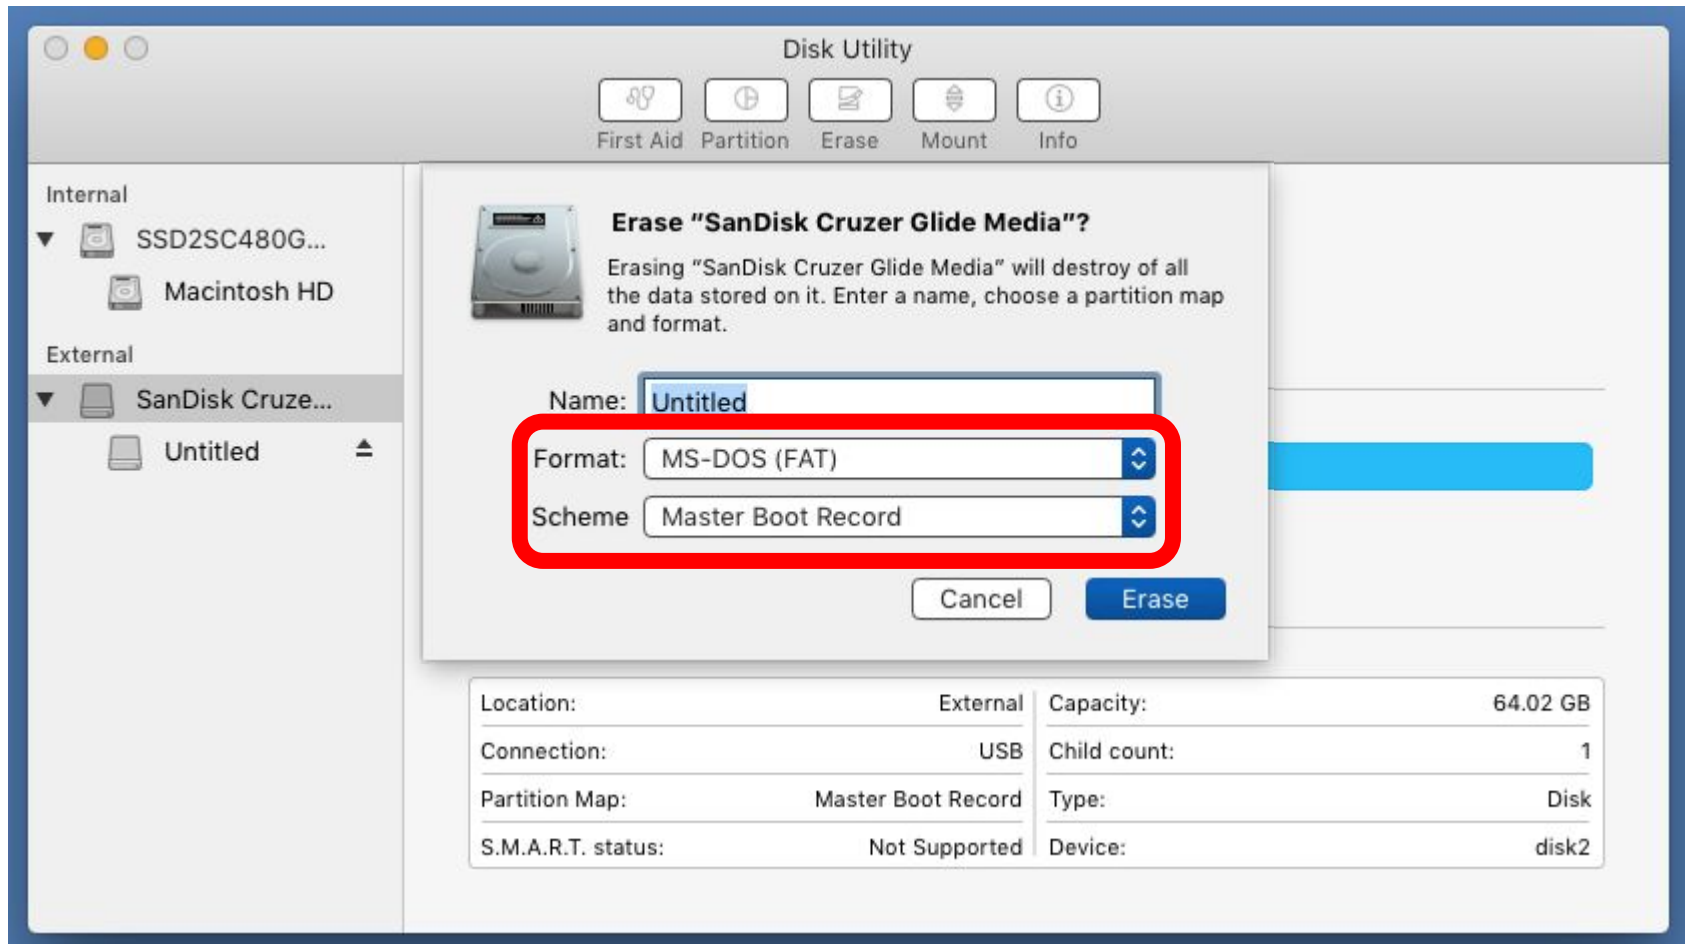 Disk Utility
First Aid Partition Erase Mount Info
Internal
SSD2SC480G...
Macintosh HD
External
SanDisk Cruze...
Untitled
Erase "SanDisk Cruzer Glide Media"?
Erasing "SanDisk Cruzer Glide Media" will destroy of all
the data stored on it. Enter a name, choose a partition map
and format.
Name: Untitled
Format: MS-DOS (FAT)
Scheme Master Boot Record
Cancel Erase
Location: External Capacity: 64.02 GB
Connection: USB Child count: 1
Partition Map: Master Boot Record Type: Disk
S.M.A.R.T. status: Not Supported Device: disk2